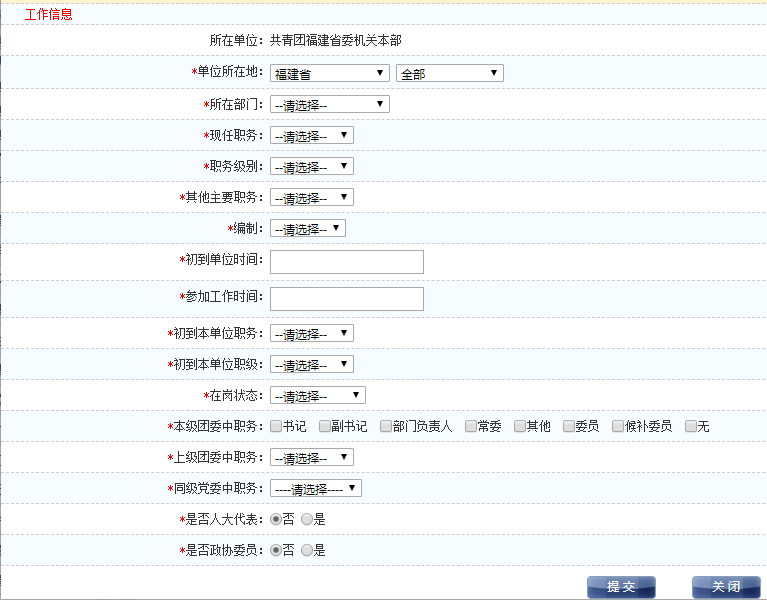 工作信息
所在单位： 共青团福建省委机关本部
*单位所在地： 福建省 全部
*所在部门： --请选择--
*现任职务： --请选择--
*职务级别： --请选择--
*其他主要职务： --请选择--
*编制： --请选择--
*初到单位时间：
*参加工作时间：
*初到本单位职务： --请选择--
*初到本单位职级： --请选择--
*在岗状态： --请选择--
*本级团委中职务： 书记 副书记 部门负责人 常委 其他 委员 候补委员 无
*上级团委中职务： --请选择--
*同级党委中职务： ----请选择----
*是否人大代表： 否 是
*是否政协委员： 否 是
提交 关闭